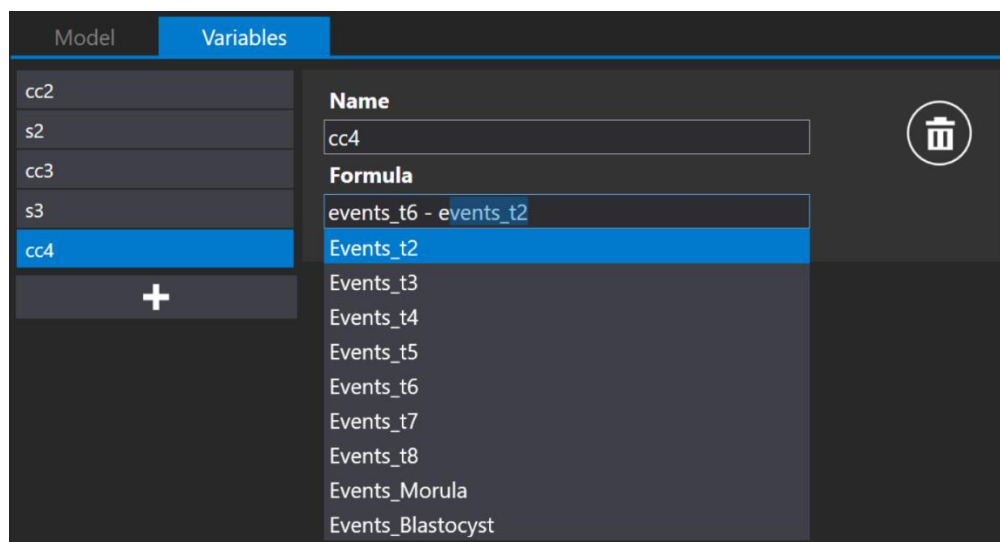 Model Variables
cc2
s2
cc3
s3
cc4
Name
cc4
Formula
events_t6 - events_t2
Events_t2
Events_t3
Events_t4
Events_t5
Events_t6
Events_t7
Events_t8
Events_Morula
Events_Blastocyst